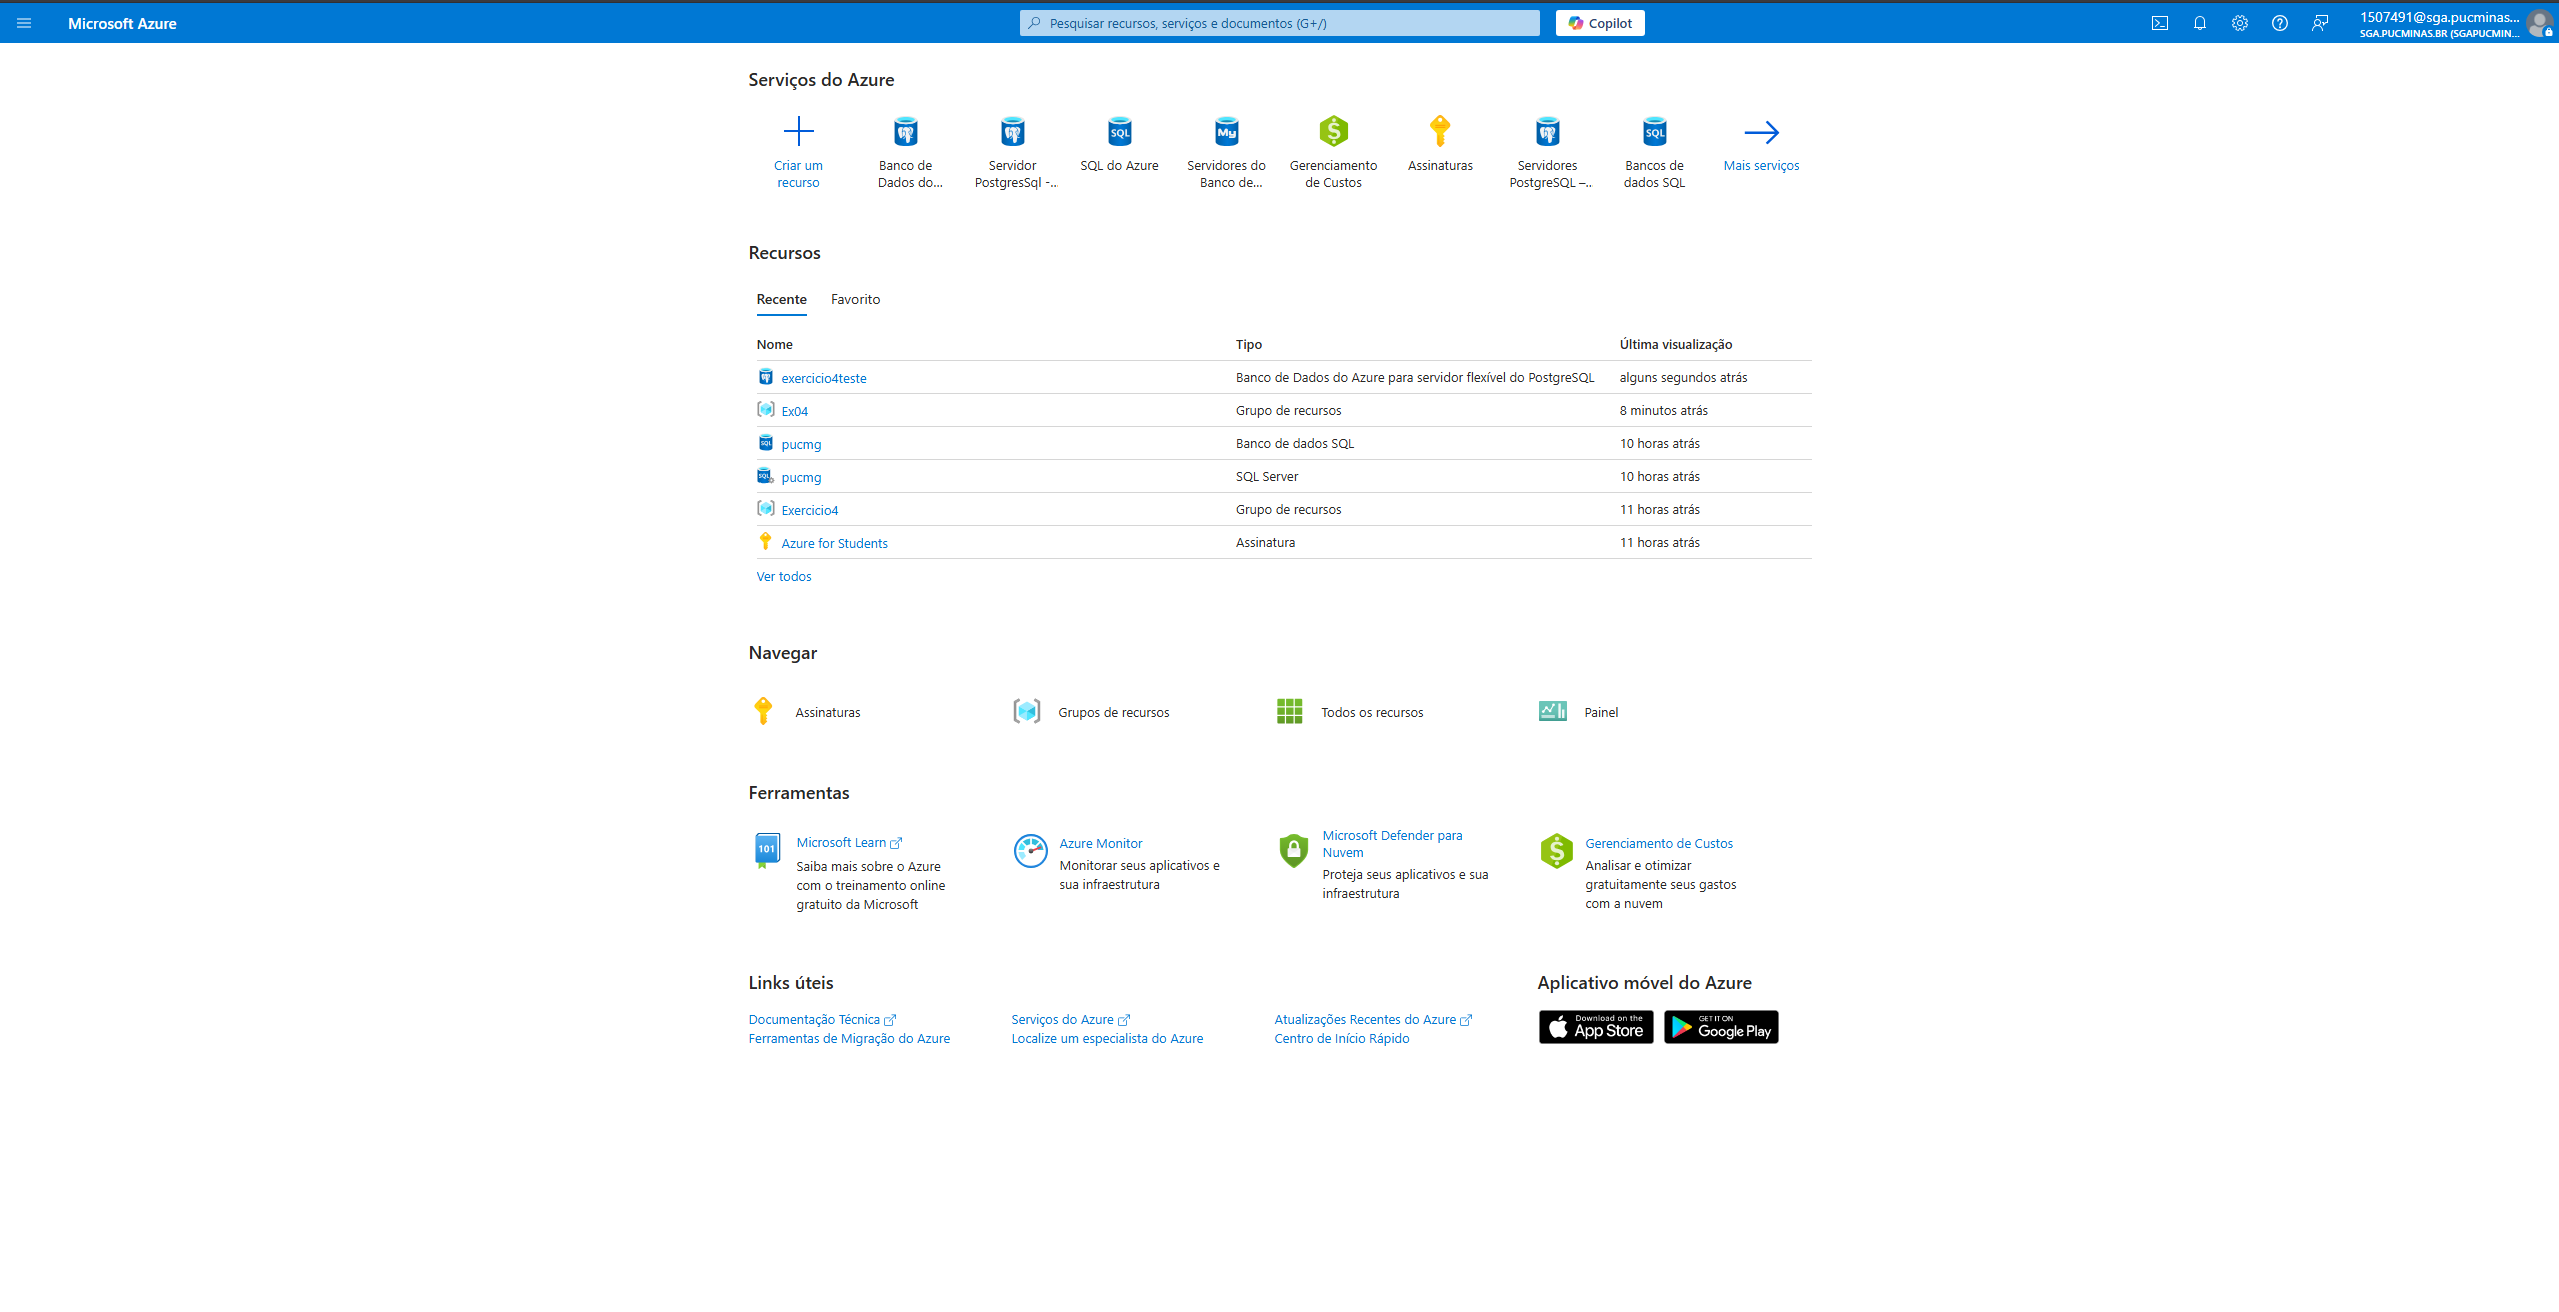 Microsoft Azure
Pesquisar recursos, serviços e documentos (G+/)
Copilot
1507491@sga.pucminas...
SGA.PUCMINAS.BR (SGAPUCMIN...
Serviços do Azure
Criar um
recurso
Banco de
Dados do...
Servidor
PostgresSql -...
SQL
SQL do Azure
My
Servidores do
Banco de...
Gerenciamento
de Custos
Assinaturas
Servidores
PostgreSQL –...
SQL
Bancos de
dados SQL
Mais serviços
Recursos
Recente Favorito
Nome Tipo Última visualização
exercicio4teste Banco de Dados do Azure para servidor flexível do PostgreSQL alguns segundos atrás
Ex04 Grupo de recursos 8 minutos atrás
pucmg Banco de dados SQL 10 horas atrás
pucmg SQL Server 10 horas atrás
Exercicio4 Grupo de recursos 11 horas atrás
Azure for Students Assinatura 11 horas atrás
Ver todos
Navegar
Assinaturas Grupos de recursos Todos os recursos Painel
Ferramentas
101
Microsoft Learn
Saiba mais sobre o Azure
com o treinamento online
gratuito da Microsoft
Azure Monitor
Monitorar seus aplicativos e
sua infraestrutura
Microsoft Defender para
Nuvem
Proteja seus aplicativos e sua
infraestrutura
Gerenciamento de Custos
Analisar e otimizar
gratuitamente seus gastos
com a nuvem
Links úteis
Documentação Técnica
Ferramentas de Migração do Azure
Serviços do Azure
Localize um especialista do Azure
Atualizações Recentes do Azure
Centro de Início Rápido
Aplicativo móvel do Azure
Download on the
App Store
GET IT ON
Google Play